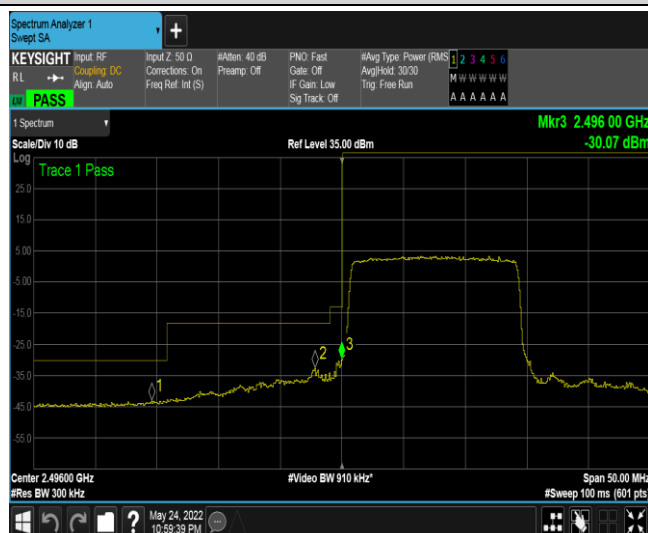 Spectrum Analyzer 1
Swept SA
KEYSIGHT Input: RF Input Z: 50 Ω #Atten: 40 dB PNO: Fast #Avg Type: Power (RMS 1 2 3 4 5 6
RL Coupling: DC Corrections: On Preamp: Off Gate: Off Avg|Hold: 30/30 M W W W W W
Align: Auto Freq Ref: Int (S) IF Gain: Low Trig: Free Run
PASS Sig Track: Off A A A A A A
1 Spectrum Mkr3 2.496 00 GHz
Scale/Div 10 dB Ref Level 35.00 dBm -30.07 dBm
Log
Trace 1 Pass
25.0
15.0
5.00
-5.00
-15.0
-25.0
2 3
-35.0
1
-45.0
-55.0
Center 2.49600 GHz #Video BW 910 kHz* Span 50.00 MHz
#Res BW 300 kHz #Sweep 100 ms (601 pts)
? May 24, 2022
10:59:39 PM